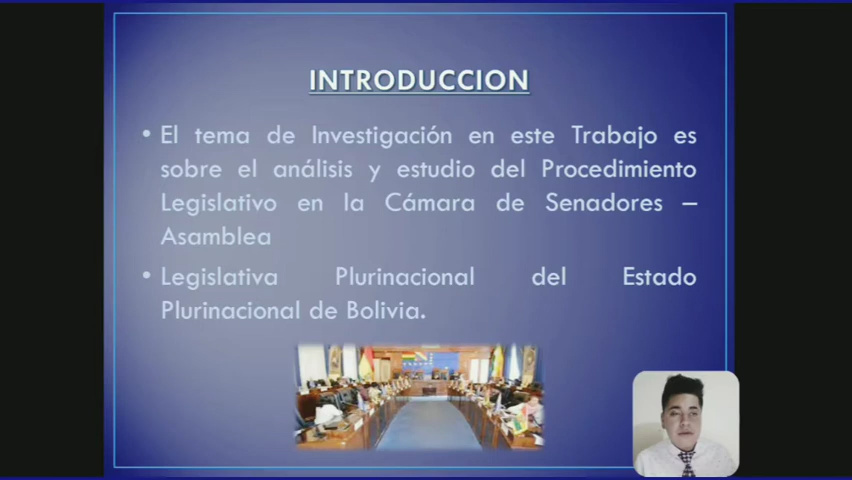 INTRODUCCION
• El tema de Investigación en este Trabajo es
sobre el análisis y estudio del Procedimiento
Legislativo en la Cámara de Senadores –
Asamblea
• Legislativa Plurinacional del Estado
Plurinacional de Bolivia.